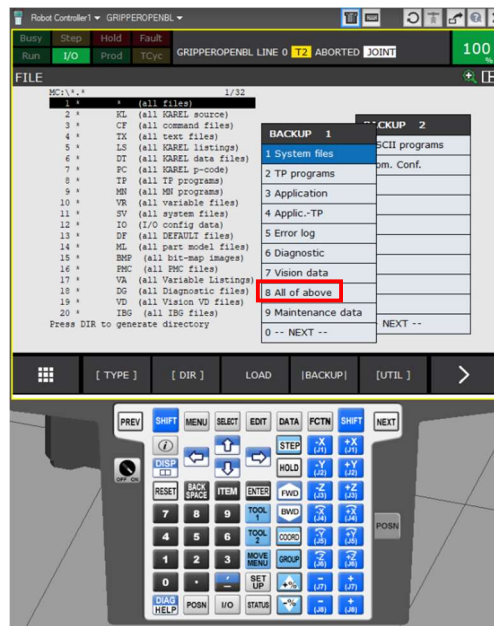 Robot Controller1 GRIPPEROPENBL
Busy Step Hold Fault
Run I/O Prod TCyc
GRIPPEROPENBL LINE 0 T2 ABORTED JOINT
100
%
FILE
MC:\*.* 1/32
1 * * (all files)
2 * KL (all KAREL source)
3 * CF (all command files)
4 * TX (all text files)
5 * LS (all KAREL listings)
6 * DT (all KAREL data files)
7 * PC (all KAREL p-code)
8 * TP (all TP programs)
9 * MN (all MN programs)
10 * VR (all variable files)
11 * SV (all system files)
12 * IO (I/O config data)
13 * DF (all DEFAULT files)
14 * ML (all part model files)
15 * BMP (all bit-map images)
16 * PMC (all PMC files)
17 * VA (all Variable Listings)
18 * DG (all Diagnostic files)
19 * VD (all Vision VD files)
20 * IBG (all IBG files)
Press DIR to generate directory
BACKUP 1
1 System files
2 TP programs
3 Application
4 Applic.-TP
5 Error log
6 Diagnostic
7 Vision data
8 All of above
9 Maintenance data
0 -- NEXT --
CKUP 2
SCII programs
om. Conf.
NEXT --
[ TYPE ] [ DIR ] LOAD |BACKUP| [UTIL ] >
PREV SHIFT MENU SELECT EDIT DATA FCTN SHIFT NEXT
i STEP -X (J1) +X (J1)
DISP HOLD -Y (J2) +Y (J2)
OFF ON
RESET BACK SPACE ITEM ENTER FWD -Z (J3) +Z (J3)
7 8 9 TOOL 1 BWD -X (J4) +X (J4)
POSN
4 5 6 TOOL 2 COORD -Y (J5) +Y (J5)
1 2 3 MOVE MENU GROUP -Z (J6) +Z (J6)
0 . SET UP +% - (J7) + (J7)
DIAG HELP POSN I/O STATUS -% - (J8) + (J8)